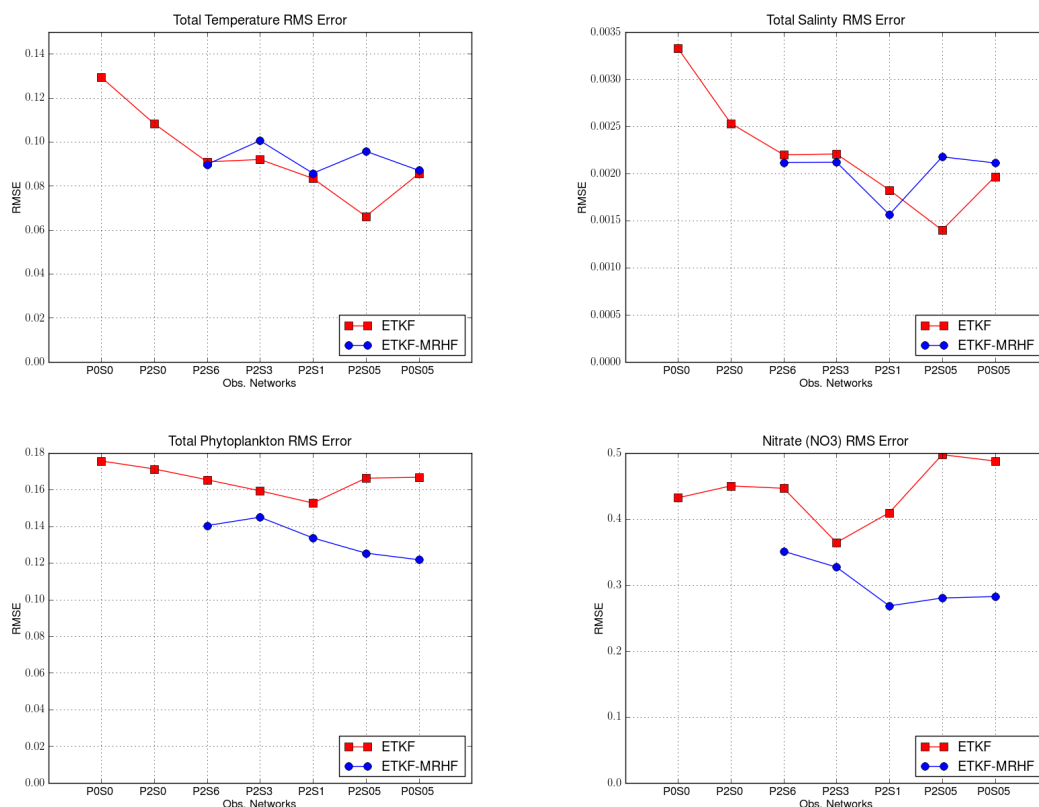 Total Temperature RMS Error
0.14
0.12
0.10
0.08
0.06
0.04
0.02
0.00
RMSE
P0S0 P2S0 P2S6 P2S3 P2S1 P2S05 P0S05
Obs. Networks
ETKF
ETKF-MRHF
Total Salinity RMS Error
0.0035
0.0030
0.0025
0.0020
0.0015
0.0010
0.0005
0.0000
RMSE
P0S0 P2S0 P2S6 P2S3 P2S1 P2S05 P0S05
Obs. Networks
ETKF
ETKF-MRHF
Total Phytoplankton RMS Error
0.18
0.16
0.14
0.12
0.10
0.08
0.06
0.04
0.02
0.00
RMSE
P0S0 P2S0 P2S6 P2S3 P2S1 P2S05 P0S05
Obs. Networks
ETKF
ETKF-MRHF
Nitrate (NO3) RMS Error
0.5
0.4
0.3
0.2
0.1
0.0
RMSE
P0S0 P2S0 P2S6 P2S3 P2S1 P2S05 P0S05
Obs. Networks
ETKF
ETKF-MRHF